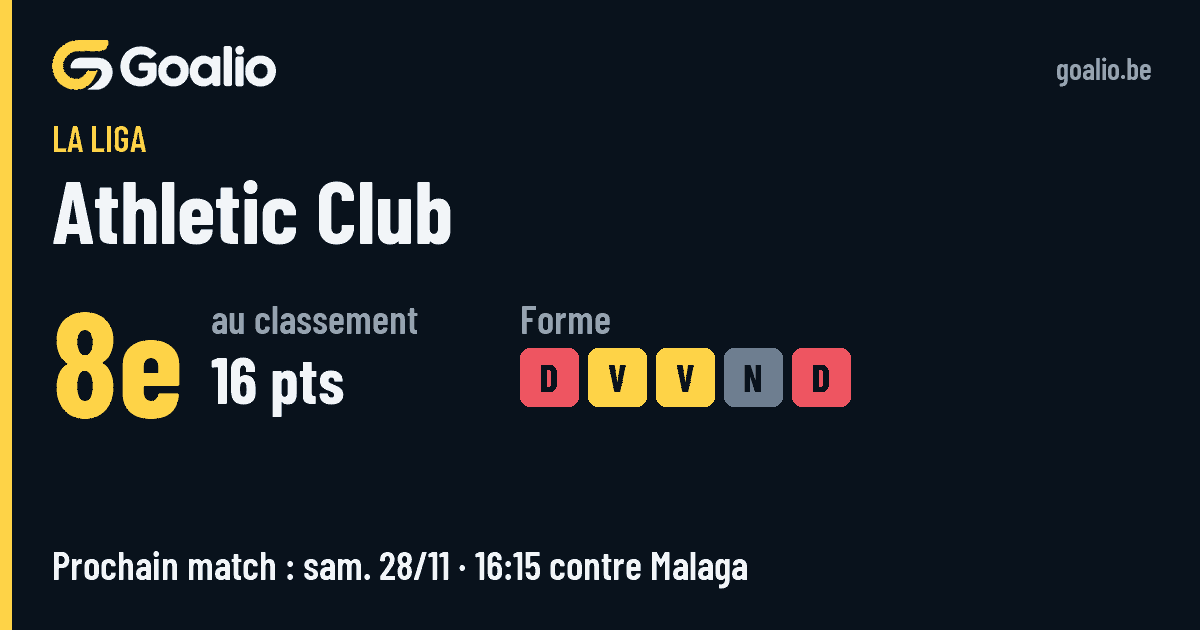 Goalio
goalio.be
LA LIGA
Athletic Club
8e
au classement
16 pts
Forme
D V V N D
Prochain match : sam. 28/11 · 16:15 contre Malaga